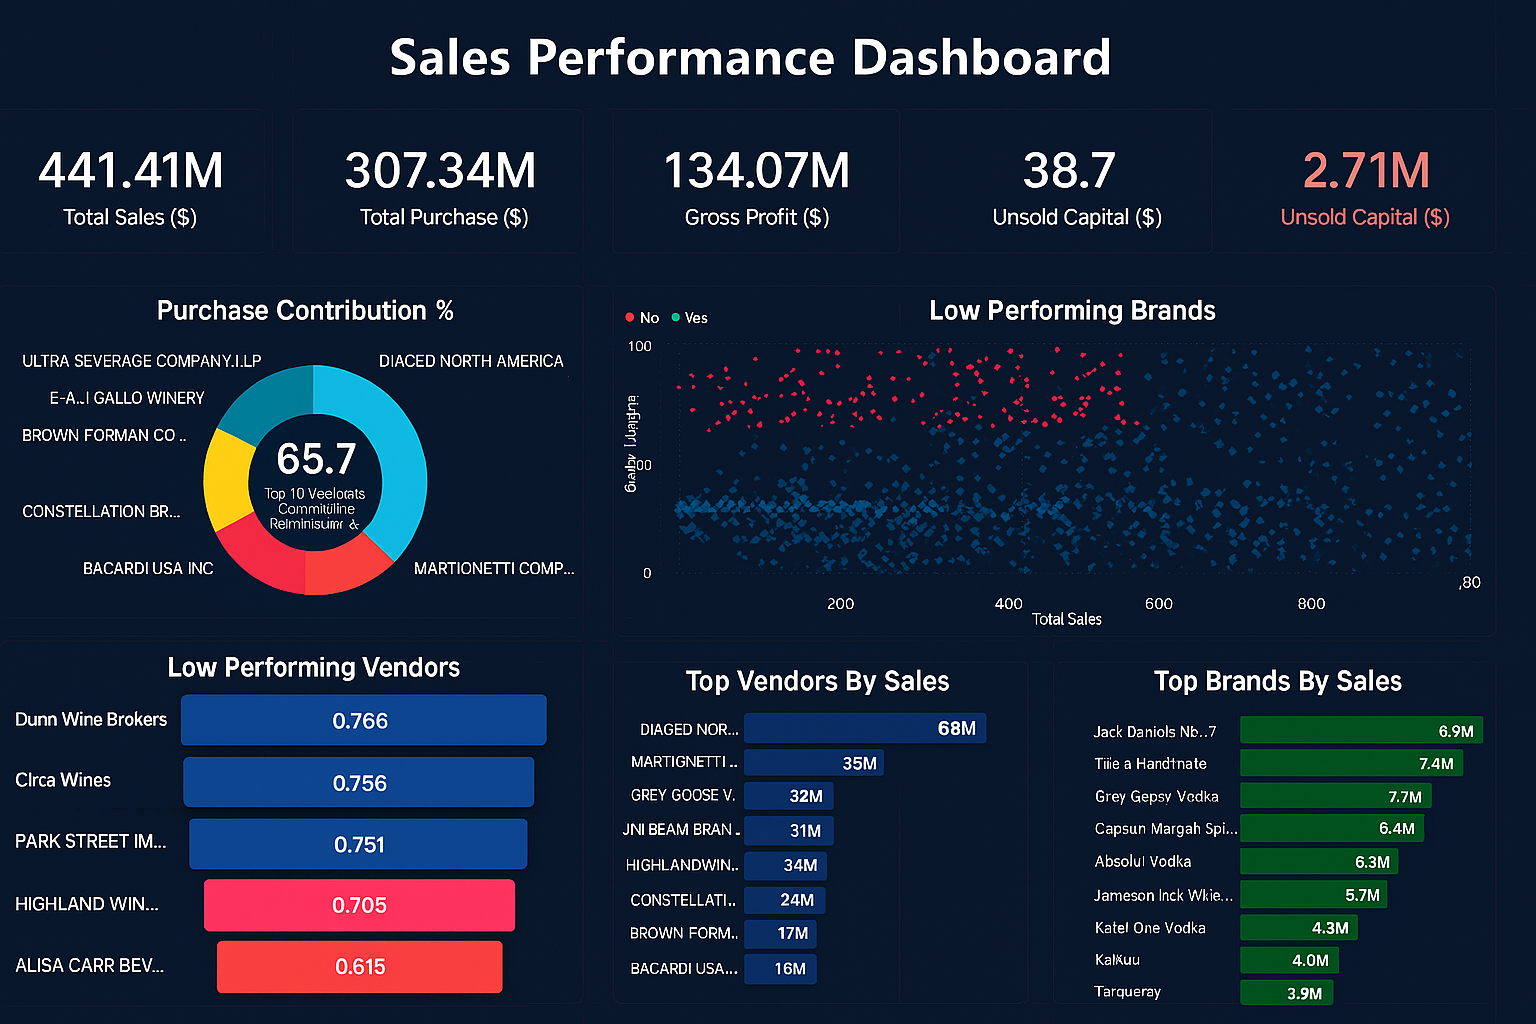 Sales Performance Dashboard
441.41M
Total Sales ($)
307.34M
Total Purchase ($)
134.07M
Gross Profit ($)
38.7
Unsold Capital ($)
2.71M
Unsold Capital ($)
Purchase Contribution %
ULTRA SEVERAGE COMPANY.I.LP
DIACED NORTH AMERICA
E-A..I GALLO WINERY
BROWN FORMAN CO ..
CONSTELLATION BR...
BACARDI USA INC
MARTIONETTI COMP...
65.7
Top 10
Low Performing Brands
No
Ves
100
00
0
200
400
600
800
,80
Total Sales
Low Performing Vendors
Dunn Wine Brokers
0.766
Clrca Wines
0.756
PARK STREET IM...
0.751
HIGHLAND WIN...
0.705
ALISA CARR BEV...
0.615
Top Vendors By Sales
DIAGED NOR...
68M
MARTIGNETTI ..
35M
GREY GOOSE V.
32M
JNI BEAM BRAN ..
31M
HIGHLANDWIN..
34M
CONSTELLATI..
24M
BROWN FORM..
17M
BACARDI USA...
16M
Top Brands By Sales
Jack Daniols Nb..7
6.9M
Tiiie a Handtnate
7.4M
Grey Gepsy Vodka
7.7M
Capsun Margah Spi...
6.4M
Absolul Vodka
6.3M
Jameson Inck Wkie...
5.7M
Katel One Vodka
4.3M
4.0M
Tarqueray
3.9M